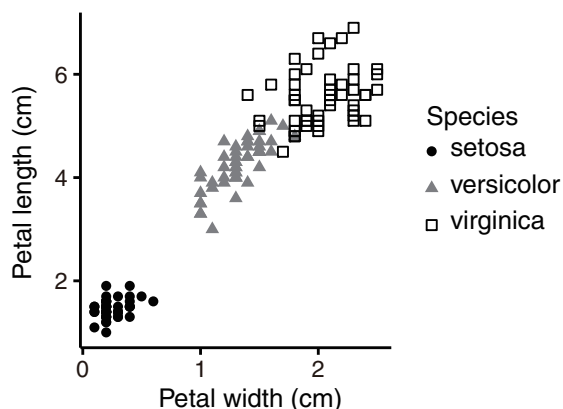 Petal length (cm)
6
4
2
0
1
2
Petal width (cm)
Species
setosa
versicolor
virginica